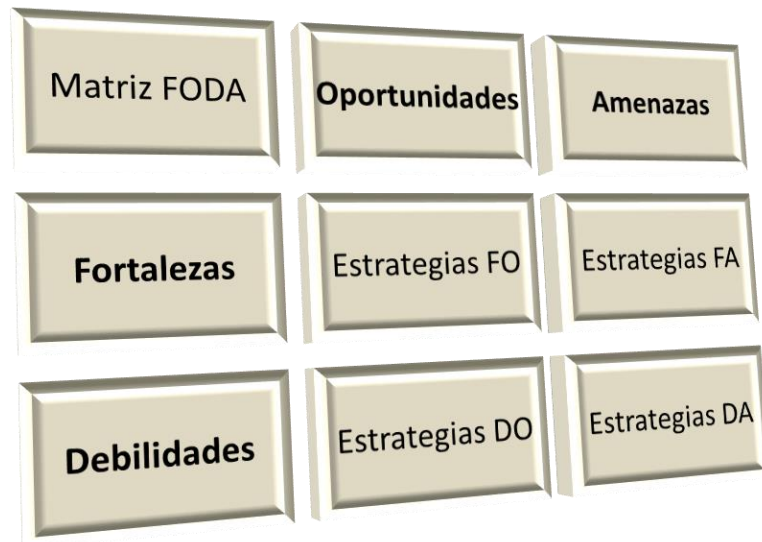 Matriz FODA
Oportunidades
Amenazas
Fortalezas
Estrategias FO
Estrategias FA
Debilidades
Estrategias DO
Estrategias DA